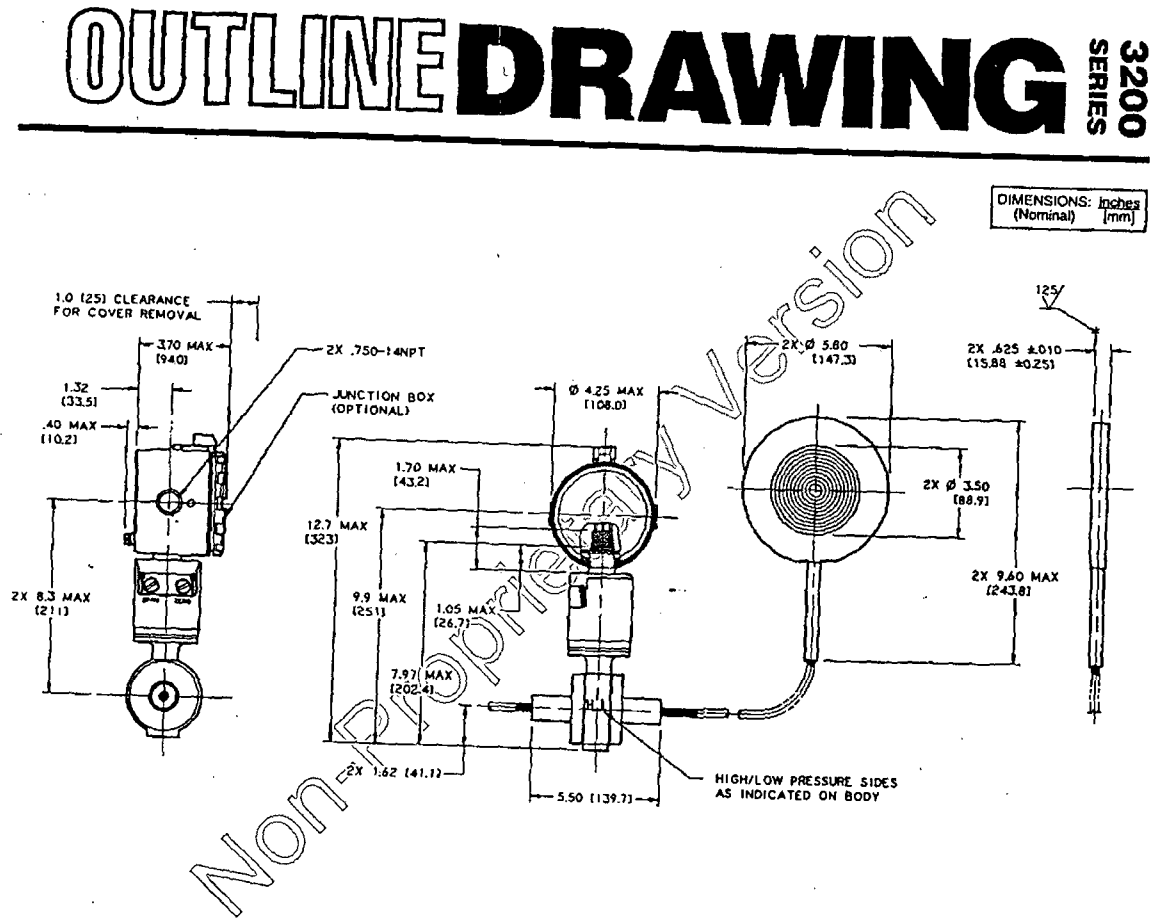 OUTLINE DRAWING
3200
SERIES
DIMENSIONS: Inches
(Nominal) [mm]
1.0 [25] CLEARANCE
FOR COVER REMOVAL
3.70 MAX
[94.0]
2X .750-14NPT
1.32
[33.5]
JUNCTION BOX
(OPTIONAL)
.40 MAX
[10.2]
2X 8.3 MAX
[211]
Ø 4.25 MAX
[108.0]
1.70 MAX
[43.2]
12.7 MAX
[323]
9.9 MAX
[251]
1.05 MAX
[26.7]
7.97 MAX
[202.4]
H L
2X 1.62 [41.1]
5.50 [139.7]
HIGH/LOW PRESSURE SIDES
AS INDICATED ON BODY
2X Ø 5.80
[147.3]
2X Ø 3.50
[88.9]
2X 9.60 MAX
[243.8]
125
2X .625 ±.010
[15.88 ±0.25]
Non-Proprietary Version